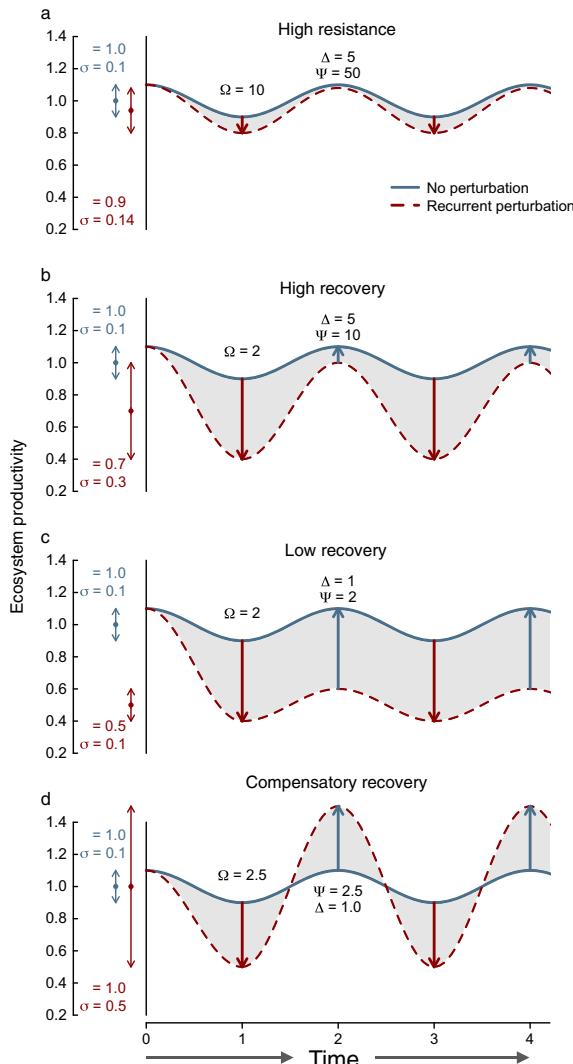 a
High resistance
1.4
1.2
1.0
0.8
0.6
0.4
0.2
= 1.0
σ = 0.1
= 0.9
σ = 0.14
Ω = 10
Δ = 5
Ψ = 50
No perturbation
Recurrent perturbation
b
High recovery
1.4
1.2
1.0
0.8
0.6
0.4
0.2
= 1.0
σ = 0.1
= 0.7
σ = 0.3
Ω = 2
Δ = 5
Ψ = 10
Ecosystem productivity
c
Low recovery
1.4
1.2
1.0
0.8
0.6
0.4
0.2
= 1.0
σ = 0.1
= 0.5
σ = 0.1
Ω = 2
Δ = 1
Ψ = 2
Compensatory recovery
d
1.4
1.2
1.0
0.8
0.6
0.4
0.2
= 1.0
σ = 0.1
= 1.0
σ = 0.5
Ω = 2.5
Ψ = 2.5
Δ = 1.0
0 1 2 3 4
Time